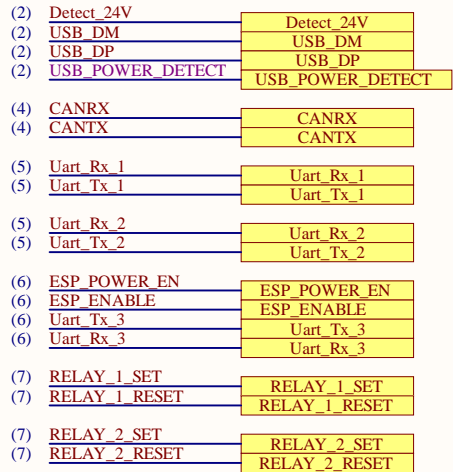 (2) Detect_24V Detect_24V
(2) USB_DM USB_DM
(2) USB_DP USB_DP
(2) USB_POWER_DETECT USB_POWER_DETECT
(4) CANRX CANRX
(4) CANTX CANTX
(5) Uart_Rx_1 Uart_Rx_1
(5) Uart_Tx_1 Uart_Tx_1
(5) Uart_Rx_2 Uart_Rx_2
(5) Uart_Tx_2 Uart_Tx_2
(6) ESP_POWER_EN ESP_POWER_EN
(6) ESP_ENABLE ESP_ENABLE
(6) Uart_Tx_3 Uart_Tx_3
(6) Uart_Rx_3 Uart_Rx_3
(7) RELAY_1_SET RELAY_1_SET
(7) RELAY_1_RESET RELAY_1_RESET
(7) RELAY_2_SET RELAY_2_SET
(7) RELAY_2_RESET RELAY_2_RESET